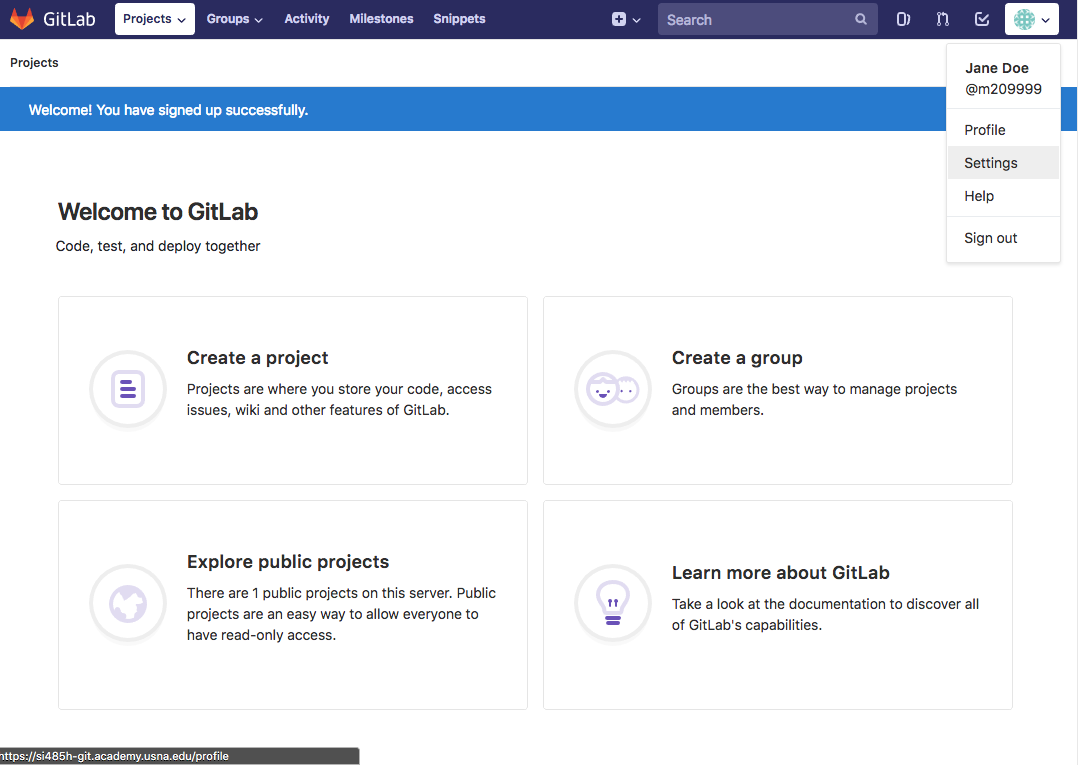 GitLab Projects Groups Activity Milestones Snippets Search
Projects
Jane Doe
@m209999
Profile
Settings
Help
Sign out
Welcome! You have signed up successfully.
Welcome to GitLab
Code, test, and deploy together
Create a project
Projects are where you store your code, access
issues, wiki and other features of GitLab.
Create a group
Groups are the best way to manage projects
and members.
Explore public projects
There are 1 public projects on this server. Public
projects are an easy way to allow everyone to
have read-only access.
Learn more about GitLab
Take a look at the documentation to discover all
of GitLab's capabilities.
https://si485h-git.academy.usna.edu/profile